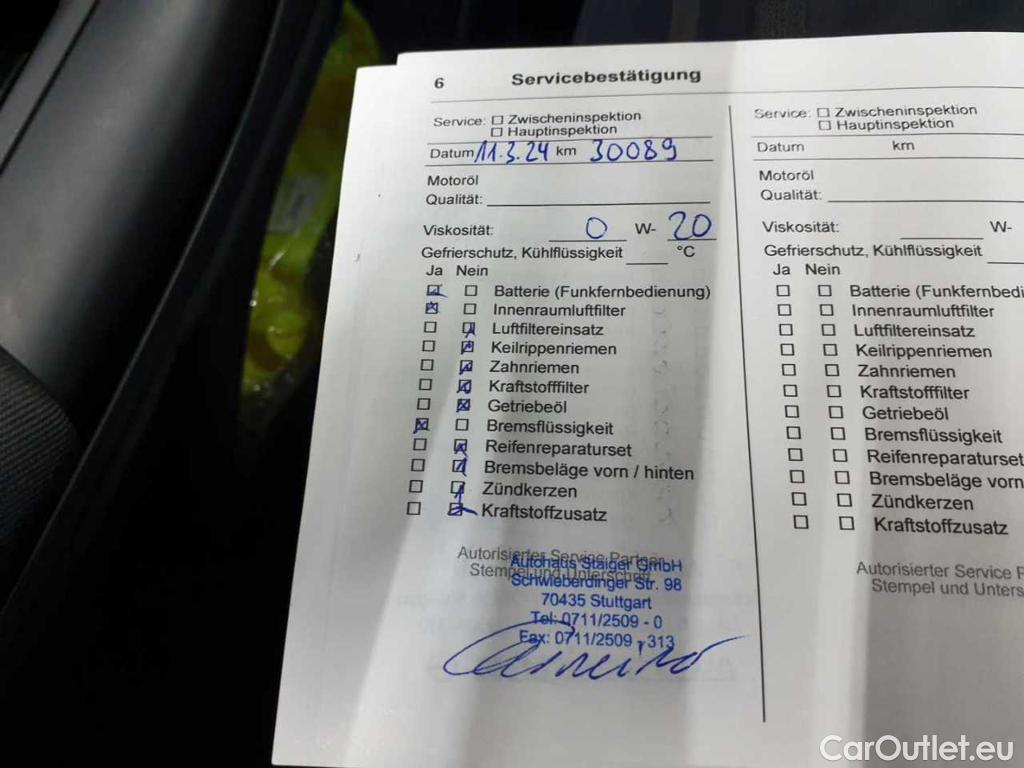 6 Servicebestätigung
Service: ☐ Zwischeninspektion
☐ Hauptinspektion
Datum 11.3.24 km 30089
Motoröl
Qualität:
Viskosität: 0 W- 20
Gefrierschutz, Kühlflüssigkeit °C
Ja Nein
Batterie (Funkfernbedienung)
Innenraumluftfilter
Luftfiltereinsatz
Keilrippenriemen
Zahnriemen
Kraftstofffilter
Getriebeöl
Bremsflüssigkeit
Reifenreparaturset
Bremsbeläge vorn / hinten
Zündkerzen
Kraftstoffzusatz
Autorisierter Service Partner
Stempel und Unterschrift
Autohaus Staiger GmbH
Schwieberdinger Str. 98
70435 Stuttgart
Tel: 0711/2509 - 0
Fax: 0711/2509 - 313
Service: ☐ Zwischeninspektion
☐ Hauptinspektion
Datum km
Motoröl
Qualität:
Viskosität: W-
Gefrierschutz, Kühlflüssigkeit
Ja Nein
Batterie (Funkfernbedi
Innenraumluftfilter
Luftfiltereinsatz
Keilrippenriemen
Zahnriemen
Kraftstofffilter
Getriebeöl
Bremsflüssigkeit
Reifenreparaturset
Bremsbeläge vorn
Zündkerzen
Kraftstoffzusatz
Autorisierter Service P
Stempel und Unters
CarOutlet.eu